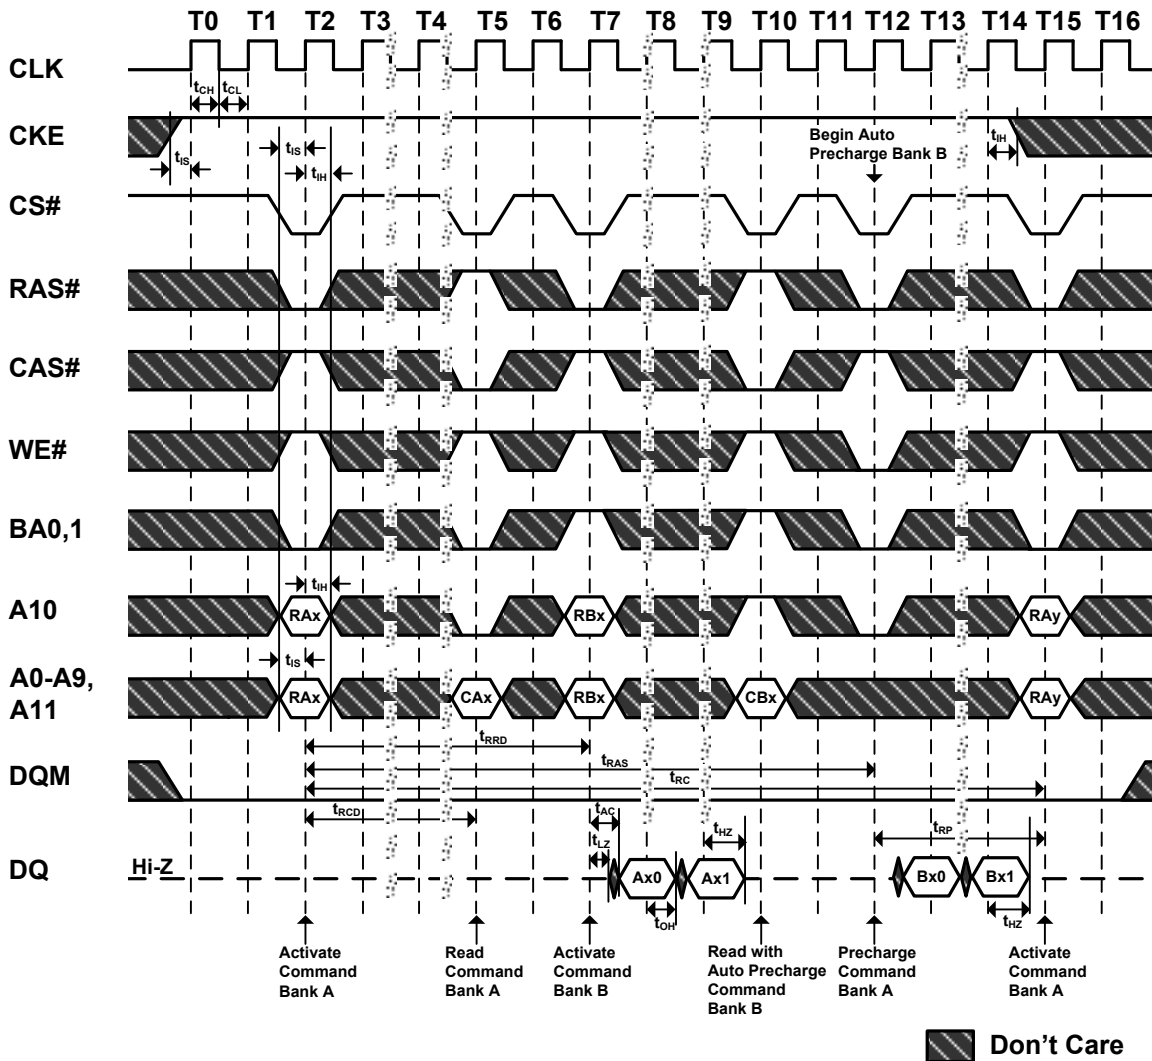 T0 T1 T2 T3 T4 T5 T6 T7 T8 T9 T10 T11 T12 T13 T14 T15 T16
CLK
tCH tCL
CKE
tIS
tIS
tIH
Begin Auto
Precharge Bank B
tIH
CS#
RAS#
CAS#
WE#
BA0,1
tIH
A10
RAx RBx RAy
tIS
A0-A9,
A11
RAx CAx RBx CBx RAy
tRRD
tRAS
tRC
DQM
tRCD
tAC
tHZ
tRP
tLZ
DQ
Hi-Z
Ax0 Ax1 Bx0 Bx1
tOH
tHZ
Activate
Command
Bank A
Read
Command
Bank A
Activate
Command
Bank B
Read with
Auto Precharge
Command
Bank B
Precharge
Command
Bank A
Activate
Command
Bank A
Don't Care